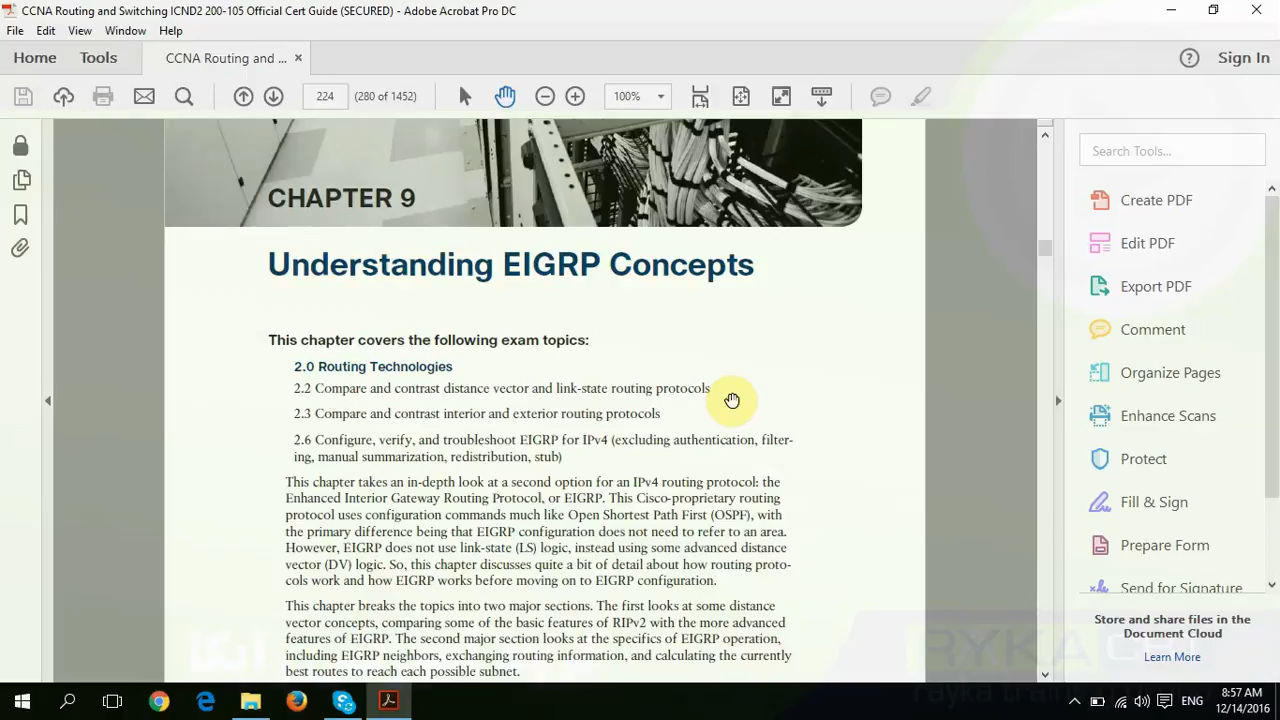 CCNA Routing and Switching ICND2 200-105 Official Cert Guide (SECURED) - Adobe Acrobat Pro DC
File Edit View Window Help
Home Tools CCNA Routing and ... × Sign In
224 (280 of 1452) 100%
CHAPTER 9
Understanding EIGRP Concepts
This chapter covers the following exam topics:
2.0 Routing Technologies
2.2 Compare and contrast distance vector and link-state routing protocols
2.3 Compare and contrast interior and exterior routing protocols
2.6 Configure, verify, and troubleshoot EIGRP for IPv4 (excluding authentication, filter-
ing, manual summarization, redistribution, stub)
This chapter takes an in-depth look at a second option for an IPv4 routing protocol: the
Enhanced Interior Gateway Routing Protocol, or EIGRP. This Cisco-proprietary routing
protocol uses configuration commands much like Open Shortest Path First (OSPF), with
the primary difference being that EIGRP configuration does not need to refer to an area.
However, EIGRP does not use link-state (LS) logic, instead using some advanced distance
vector (DV) logic. So, this chapter discusses quite a bit of detail about how routing proto-
cols work and how EIGRP works before moving on to EIGRP configuration.
This chapter breaks the topics into two major sections. The first looks at some distance
vector concepts, comparing some of the basic features of RIPv2 with the more advanced
features of EIGRP. The second major section looks at the specifics of EIGRP operation,
including EIGRP neighbors, exchanging routing information, and calculating the currently
best routes to reach each possible subnet.
Search Tools...
Create PDF
Edit PDF
Export PDF
Comment
Organize Pages
Enhance Scans
Protect
Fill & Sign
Prepare Form
Send for Signature
Store and share files in the
Document Cloud
Learn More
RYKA
ENG
8:57 AM
12/14/2016